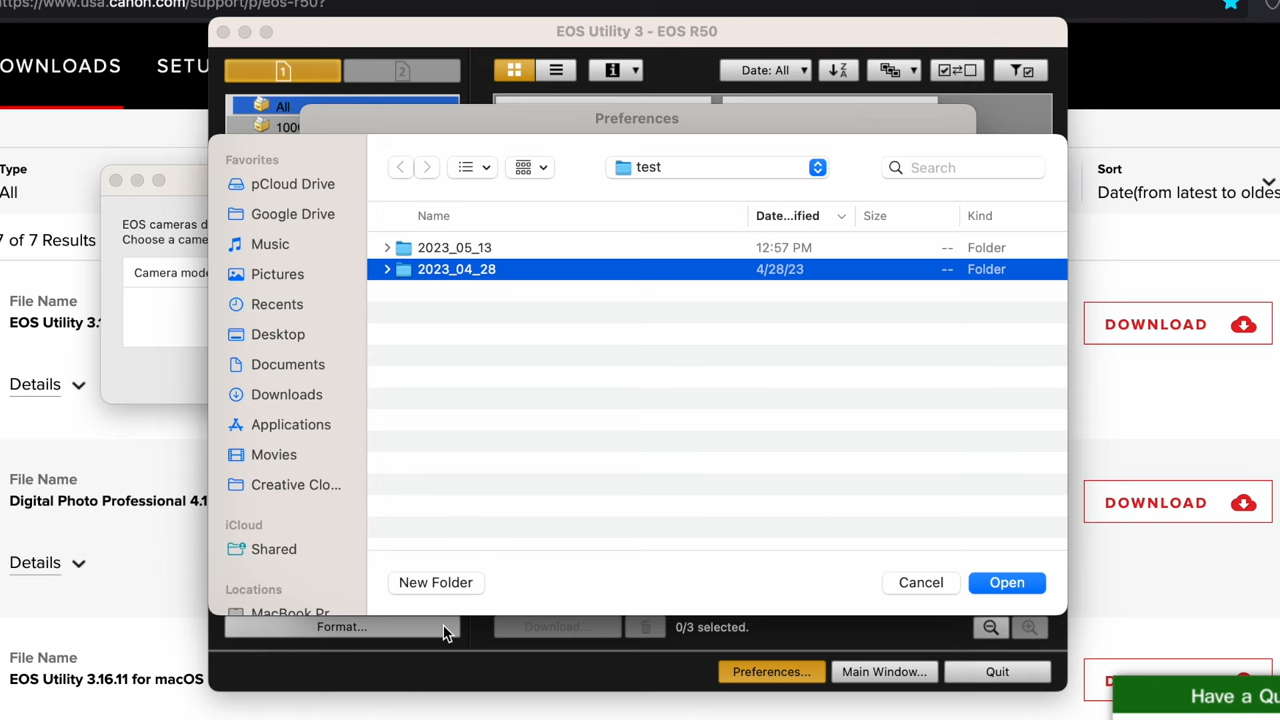 https://www.usa.canon.com/support/p/eos-r50?
EOS Utility 3 - EOS R50
OWNLOADS SETU
1
2
i
Date: All
All
100
Preferences
Favorites
pCloud Drive
Google Drive
Music
Pictures
Recents
Desktop
Documents
Downloads
Applications
Movies
Creative Clo...
iCloud
Shared
Locations
MacBook Pr
test
Search
Name
Date...ified
Size
Kind
2023_05_13
12:57 PM
--
Folder
2023_04_28
4/28/23
--
Folder
New Folder
Cancel
Open
Type
All
Sort
Date(from latest to oldes
7 of 7 Results
EOS cameras d
Choose a came
Camera mode
File Name
EOS Utility 3.1
DOWNLOAD
Details
File Name
Digital Photo Professional 4.1
DOWNLOAD
Details
File Name
EOS Utility 3.16.11 for macOS
Format...
Download...
0/3 selected.
Preferences...
Main Window...
Quit
D
Have a Qu